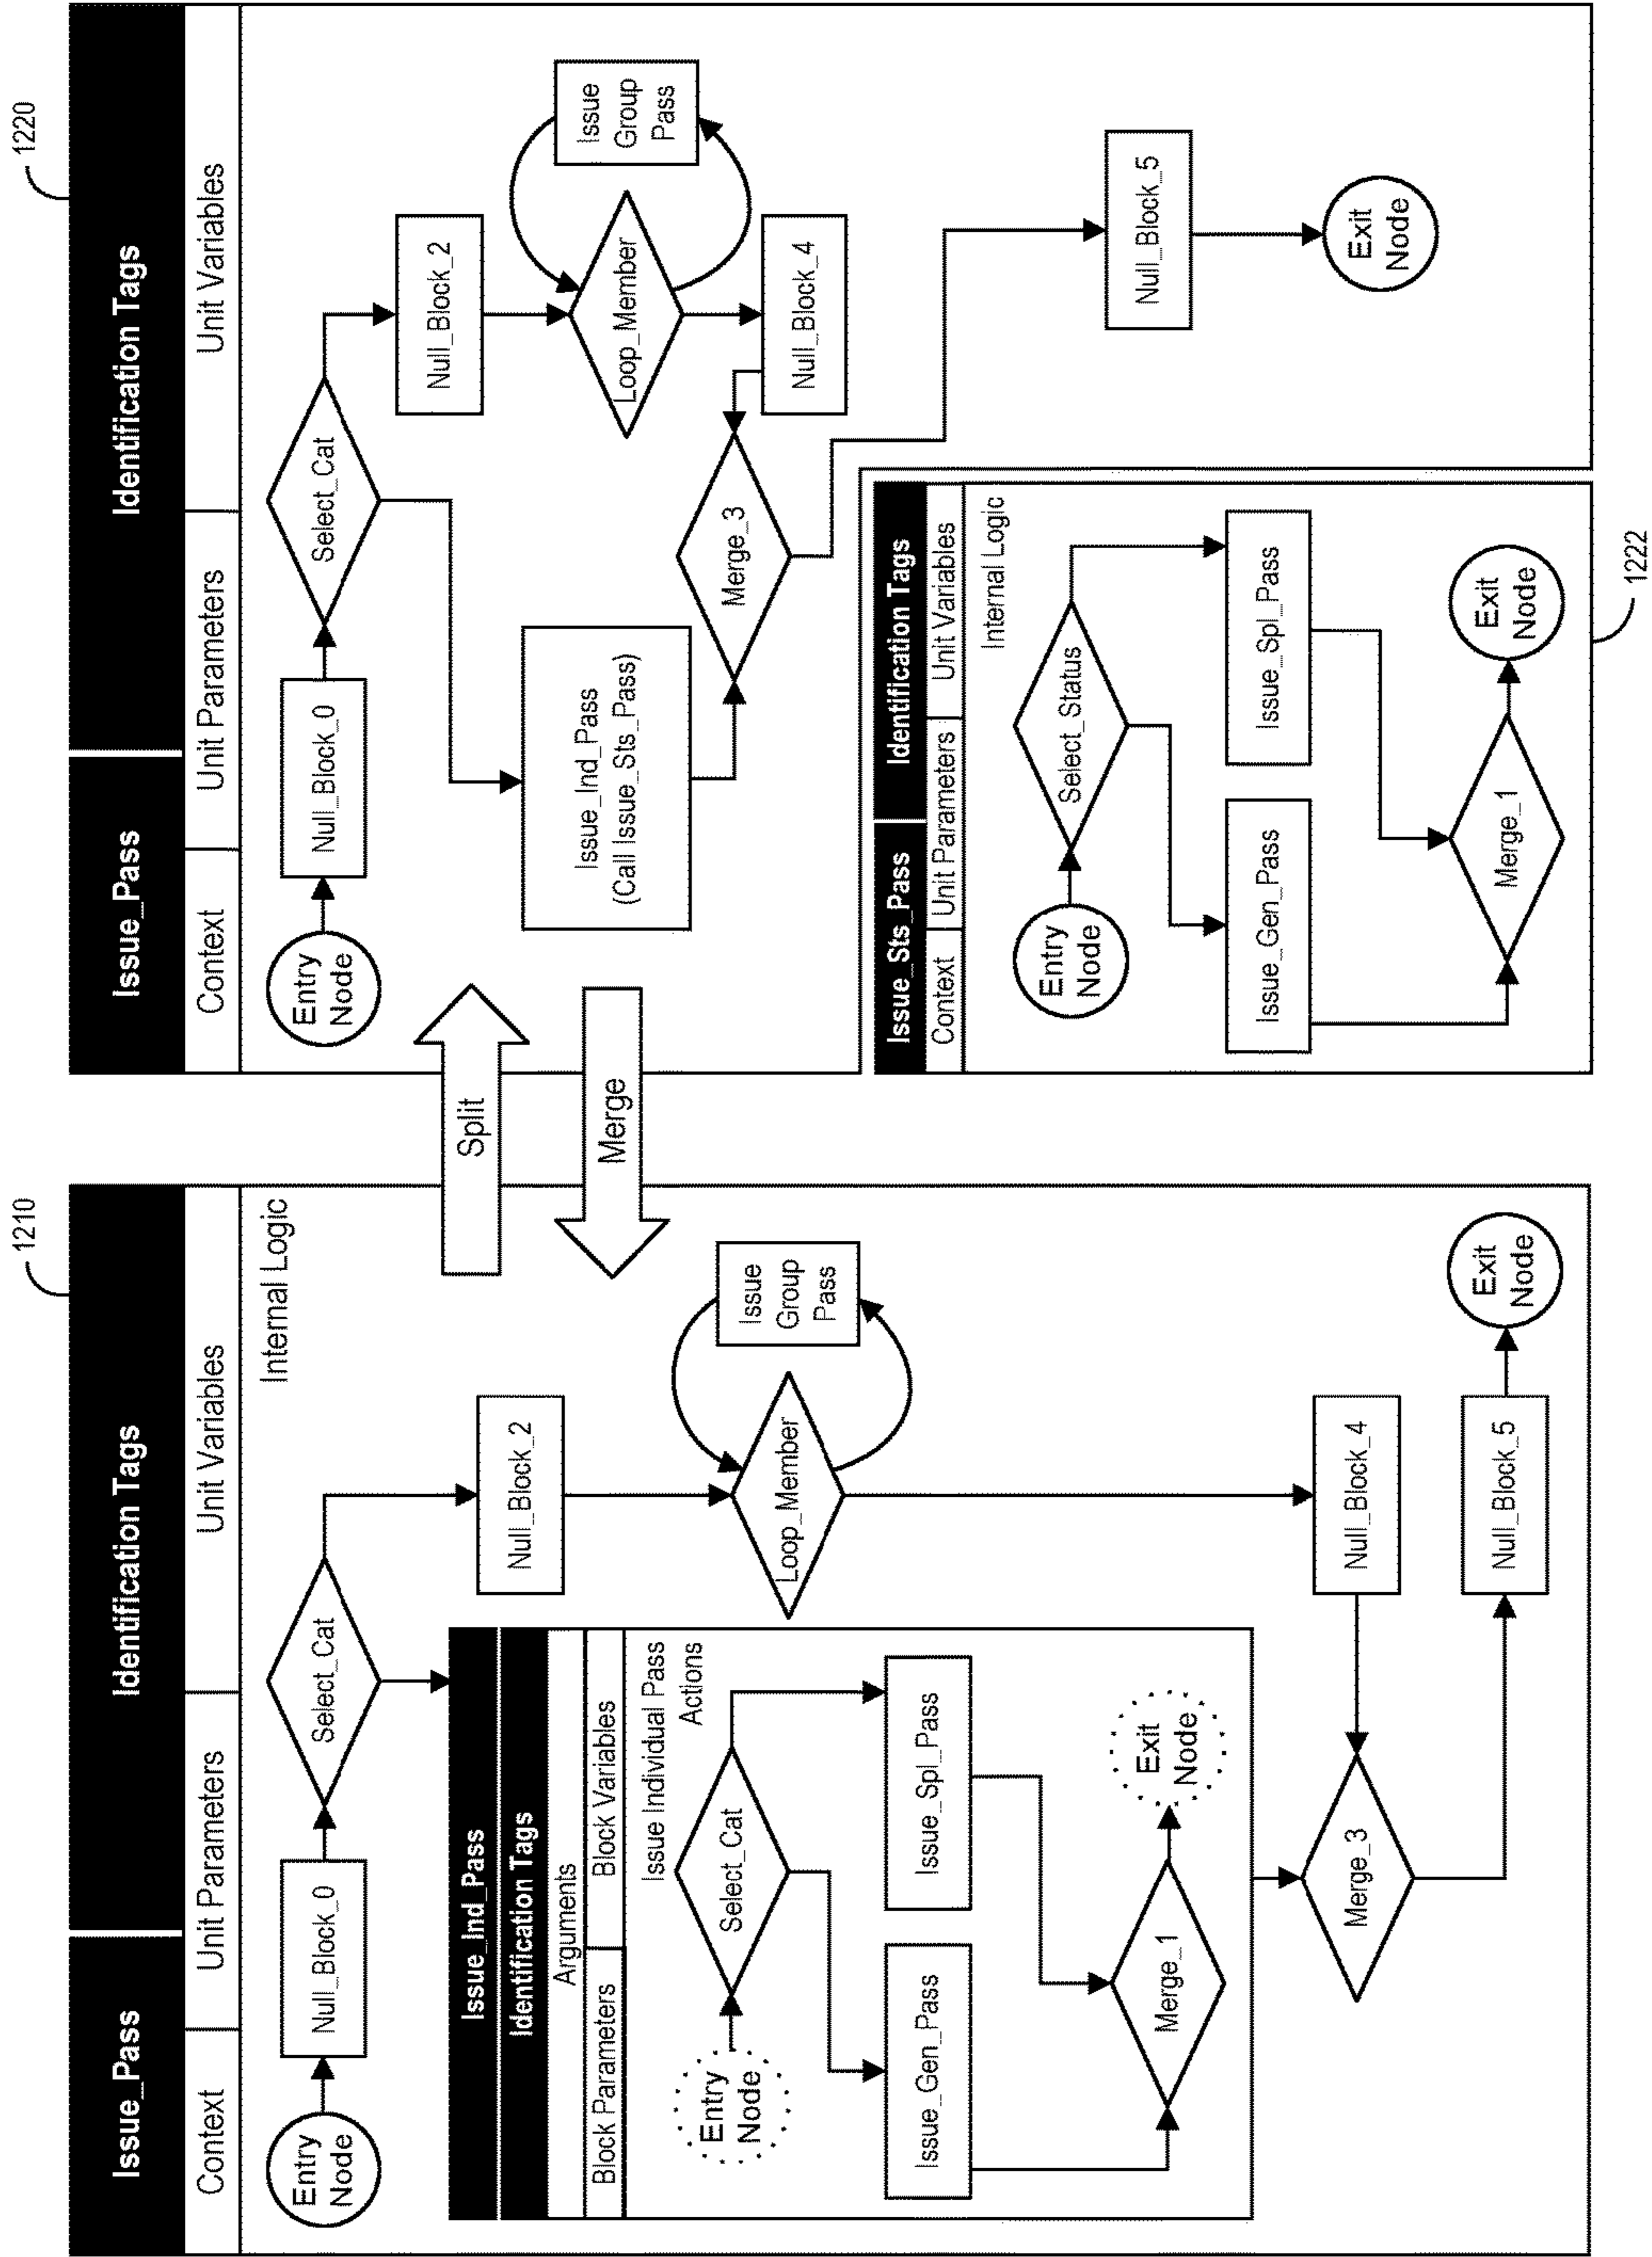 1210
Issue_Pass
Identification Tags
Context
Unit Parameters
Unit Variables
Internal Logic
Entry
Node
Null_Block_0
Select_Cat
Issue_Ind_Pass
Identification Tags
Arguments
Block Parameters
Block Variables
Issue Individual Pass
Actions
Entry
Node
Select_Cat
Issue_Gen_Pass
Issue_Spl_Pass
Merge_1
Exit
Node
Null_Block_2
Loop_Member
Issue
Group
Pass
Null_Block_4
Merge_3
Null_Block_5
Exit
Node
Split
Merge
1220
Issue_Pass
Identification Tags
Context
Unit Parameters
Unit Variables
Entry
Node
Null_Block_0
Select_Cat
Null_Block_2
Loop_Member
Issue
Group
Pass
Issue_Ind_Pass
(Call Issue_Sts_Pass)
Merge_3
Null_Block_4
Null_Block_5
Exit
Node
Issue_Sts_Pass
Identification Tags
Context
Unit Parameters
Unit Variables
Internal Logic
Entry
Node
Select_Status
Issue_Gen_Pass
Issue_Spl_Pass
Merge_1
Exit
Node
1222